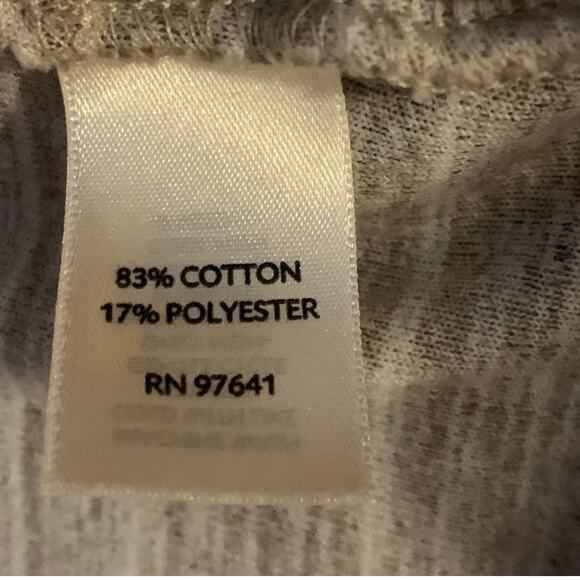 83% COTTON
17% POLYESTER
RN 97641